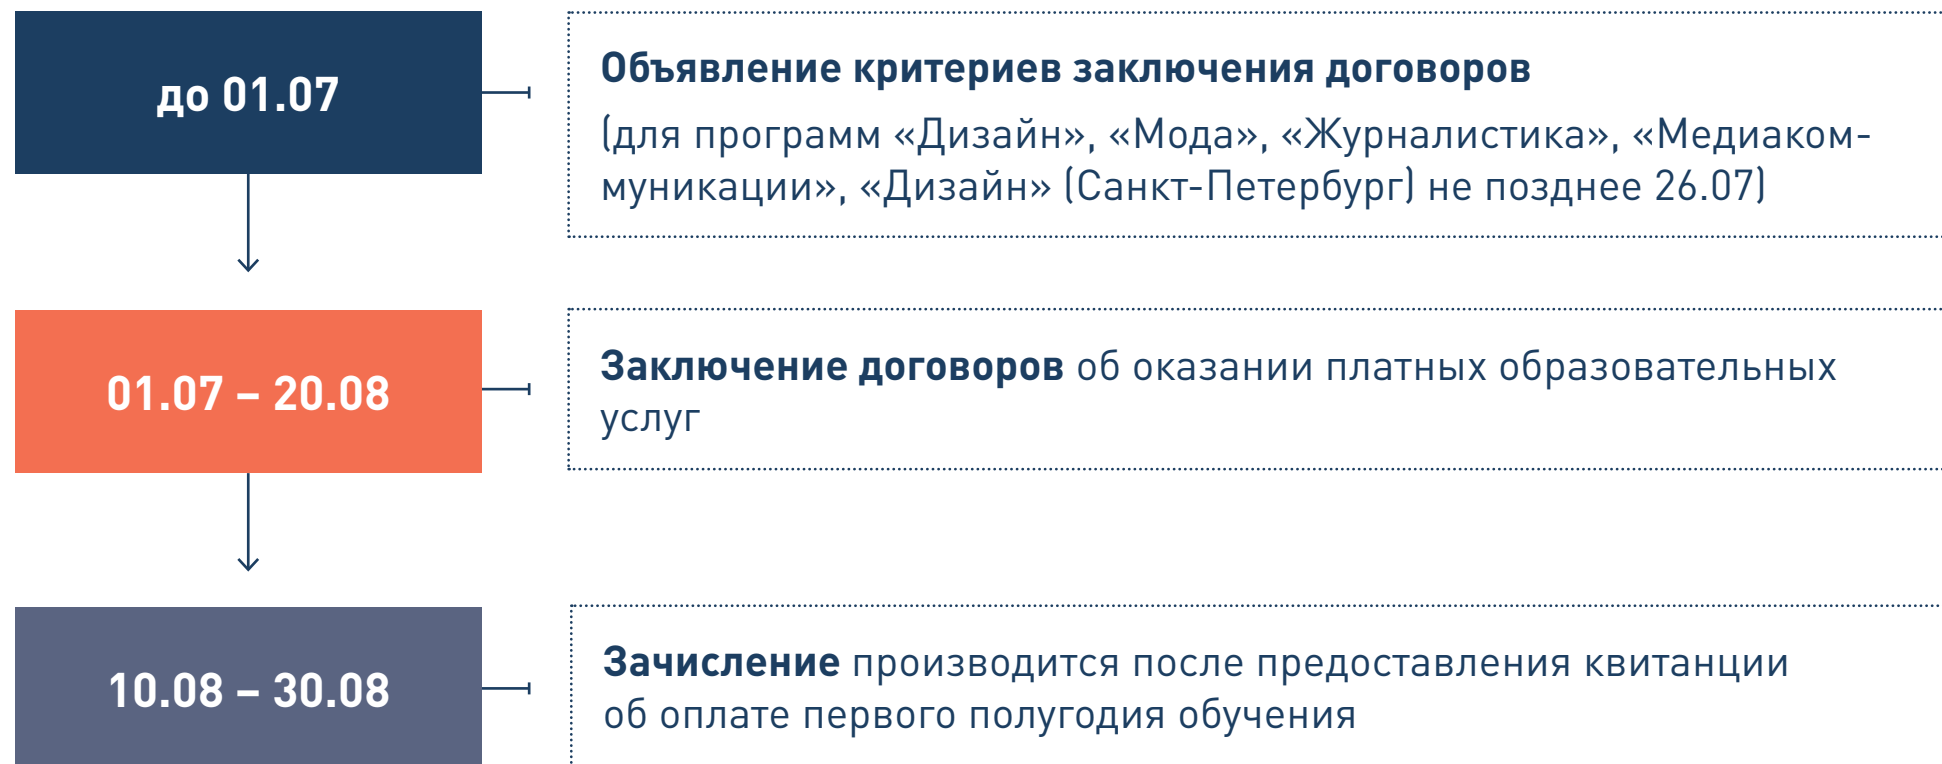 до 01.07
Объявление критериев заключения договоров
(для программ «Дизайн», «Мода», «Журналистика», «Медиаком-
муникации», «Дизайн» (Санкт-Петербург) не позднее 26.07)
01.07 – 20.08
Заключение договоров об оказании платных образовательных
услуг
10.08 – 30.08
Зачисление производится после предоставления квитанции
об оплате первого полугодия обучения